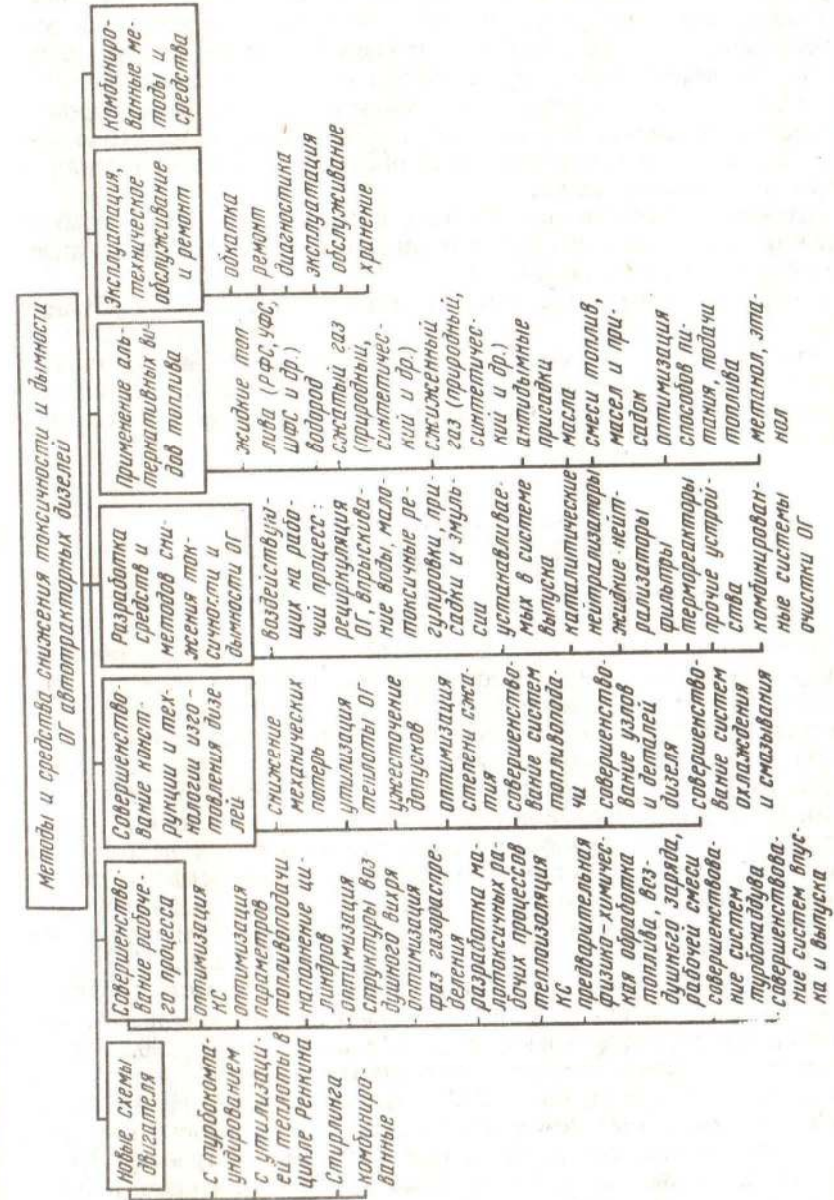 Методы и средства снижения токсичности и дымности
ОГ автотракторных дизелей
Новые схемы
двигателя
с турбокомпа-
ундированием
с утилизаци-
ей теплоты в
цикле Ренкина
Стирлинга
комбиниро-
ванные
Совершенство-
вание рабоче-
го процесса
оптимизация
КС
оптимизация
параметров
топливоподачи
наполнение ци-
линдров
оптимизация
структуры воз-
душного вихря
оптимизация
фаз газораспре-
деления
разработка ма-
лотоксичных ра-
бочих процессов
теплоизоляция
КС
предварительная
физико-химичес-
кая обработка
топлива, воз-
душного заряда,
рабочей смеси
совершенствова-
ние систем
турбонаддува
совершенствова-
ние систем впус-
ка и выпуска
Совершенство-
вание конст-
рукции и тех-
нологии изго-
товления дизе-
лей
снижение
механических
потерь
утилизация
теплоты ОГ
ужесточение
допусков
оптимизация
степени сжа-
тия
совершенство-
вание систем
топливопода-
чи
совершенство-
вание узлов
и деталей
дизеля
совершенство-
вание систем
охлаждения
и смазывания
Разработка
средств и
методов сни-
жения ток-
сичности и
дымности ОГ
воздействую-
щих на рабо-
чий процесс:
рециркуляция
ОГ, впрыскива-
ние воды, мало-
токсичные ре-
гулировки, при-
садки и эмуль-
сии
устанавливае-
мых в системе
выпуска
каталитические
нейтрализаторы
жидкие нейт-
рализаторы
фильтры
термореакторы
прочие устрой-
ства
комбинирован-
ные системы
очистки ОГ
Применение аль-
тернативных ви-
дов топлива
жидкие топ-
лива (РФС, УФС,
ШФС и др.)
водород
сжатый газ
(природный,
синтетичес-
кий и др.)
сжиженный
газ (природный,
синтетичес-
кий и др.)
антидымные
присадки
масла
смеси топлив,
масел и при-
садок
оптимизация
способов пи-
тания, подачи
топлива
метанол, эта-
нол
Эксплуатация,
техническое
обслуживание
и ремонт
обкатка
ремонт
диагностика
эксплуатация
обслуживание
хранение
Комбиниро-
ванные ме-
тоды и
средства